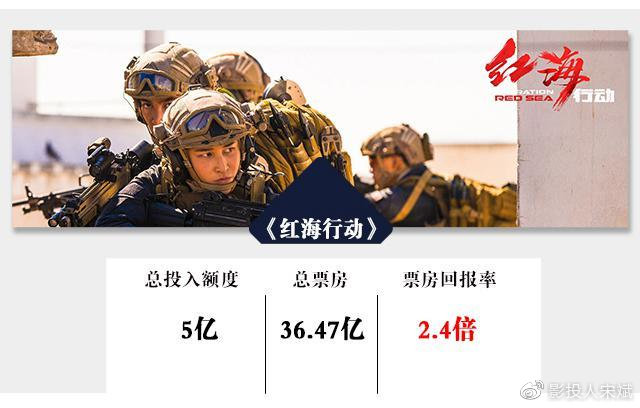 红海
OPERATION
RED SEA
行动
《红海行动》
总投入额度
总票房
票房回报率
5亿
36.47亿
2.4倍
影投人宋斌